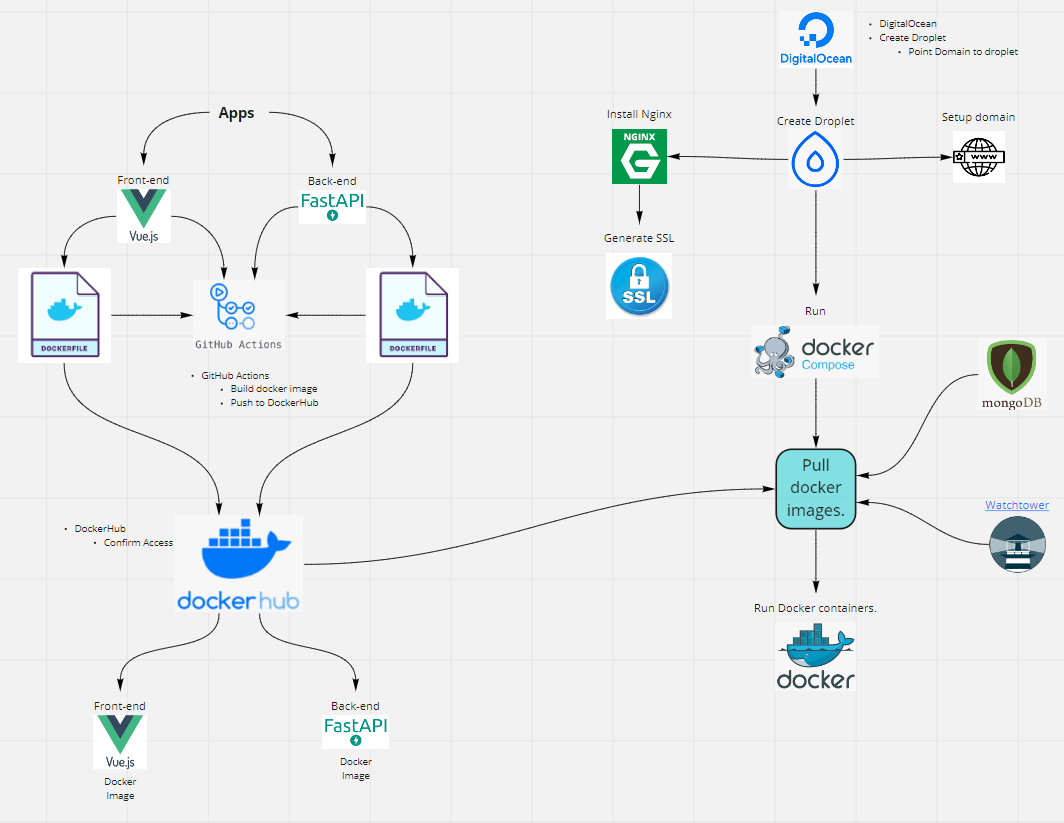 DigitalOcean
• DigitalOcean
• Create Droplet
• Point Domain to droplet
Apps
Install Nginx
NGINX
G
Create Droplet
Setup domain
WWW
Front-end
Vue.js
Back-end
FastAPI
Generate SSL
SSL
DOCKERFILE
GitHub Actions
DOCKERFILE
• GitHub Actions
• Build docker image
• Push to DockerHub
Run
docker
Compose
mongoDB
Pull
docker
images.
Watchtower
• DockerHub
• Confirm Access
dockerhub
Run Docker containers.
docker
Front-end
Vue.js
Docker
Image
Back-end
FastAPI
Docker
Image